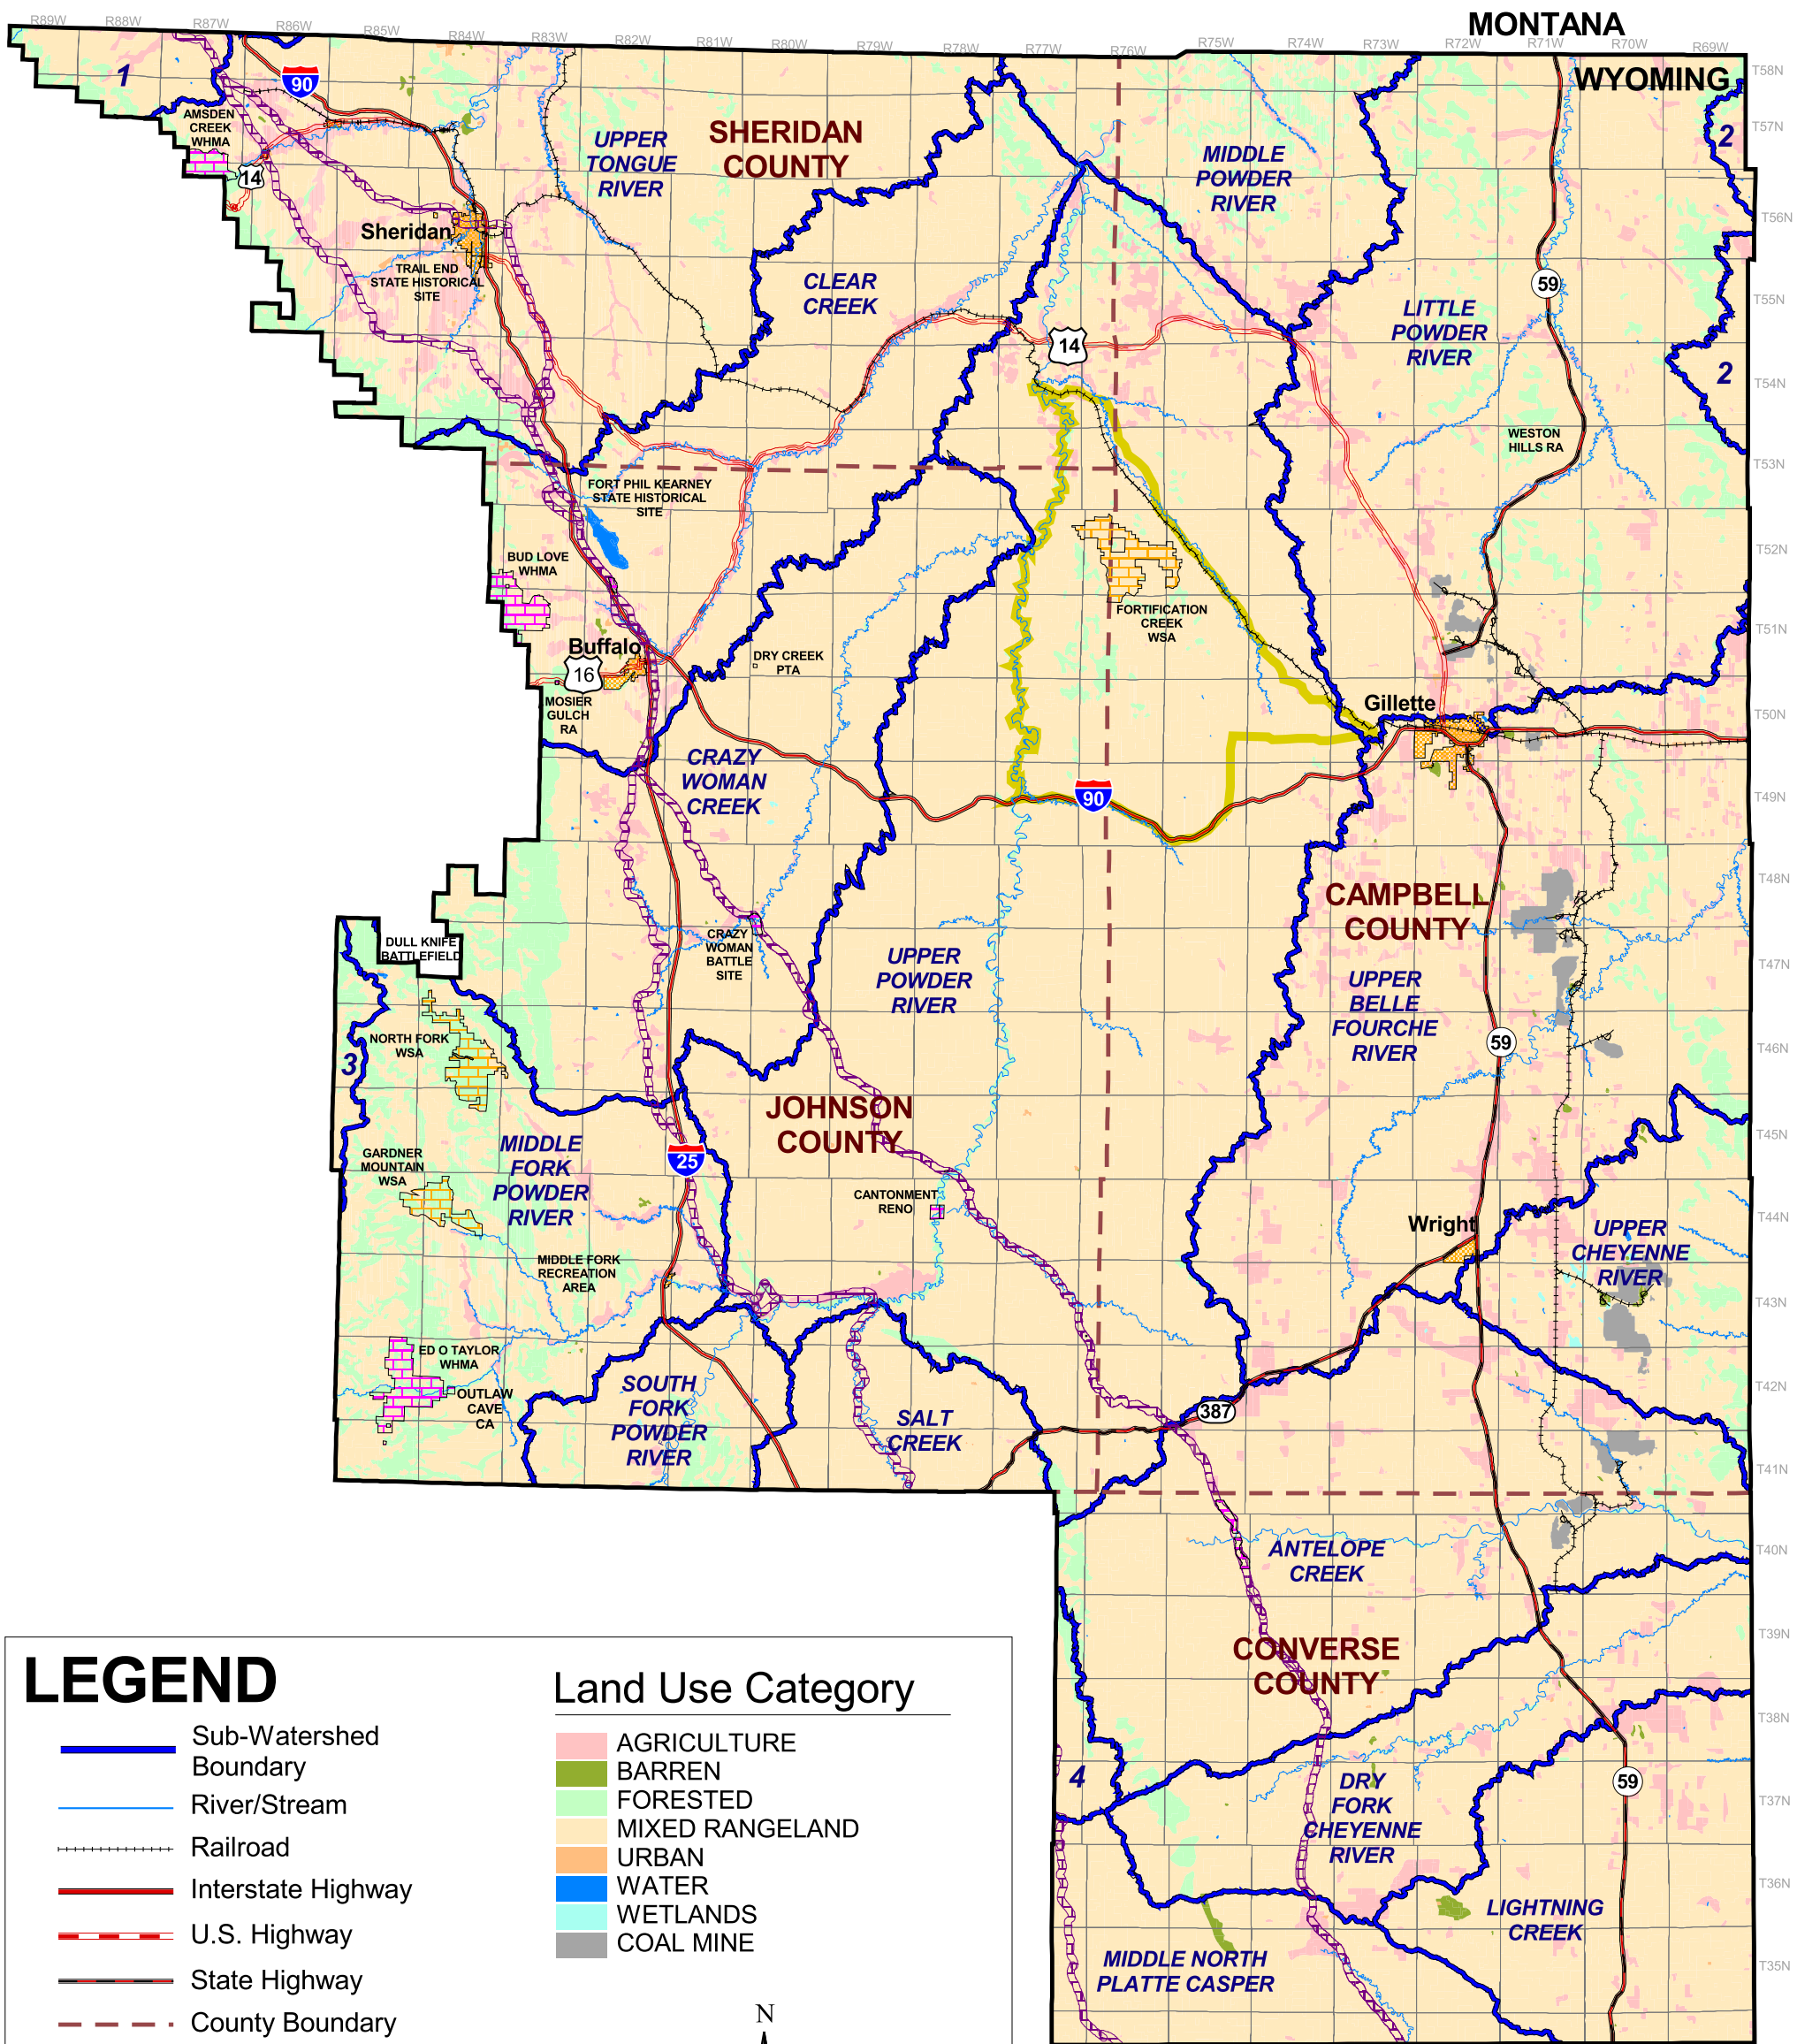 MONTANA
R89W R88W R87W R86W R85W R84W R83W R82W R81W R80W R79W R78W R77W R76W R75W R74W R73W R72W R71W R70W R69W
WYOMING
T58N
T57N
T56N
T55N
T54N
T53N
T52N
T51N
T50N
T49N
T48N
T47N
T46N
T45N
T44N
T43N
T42N
T41N
T40N
T39N
T38N
T37N
T36N
T35N
1
90
AMSDEN
CREEK
WHMA
14
UPPER
TONGUE
RIVER
SHERIDAN
COUNTY
MIDDLE
POWDER
RIVER
2
Sheridan
TRAIL END
STATE HISTORICAL
SITE
CLEAR
CREEK
59
LITTLE
POWDER
RIVER
14
2
WESTON
HILLS RA
FORT PHIL KEARNEY
STATE HISTORICAL
SITE
BUD LOVE
WHMA
FORTIFICATION
CREEK
WSA
Buffalo
16
DRY CREEK
PTA
MOSIER
GULCH
RA
Gillette
CRAZY
WOMAN
CREEK
90
CAMPBELL
COUNTY
DULL KNIFE
BATTLEFIELD
CRAZY
WOMAN
BATTLE
SITE
UPPER
POWDER
RIVER
UPPER
BELLE
FOURCHE
RIVER
NORTH FORK
WSA
3
59
JOHNSON
COUNTY
MIDDLE
FORK
POWDER
RIVER
25
GARDNER
MOUNTAIN
WSA
CANTONMENT
RENO
Wright
UPPER
CHEYENNE
RIVER
MIDDLE FORK
RECREATION
AREA
ED O TAYLOR
WHMA
OUTLAW
CAVE
CA
SOUTH
FORK
POWDER
RIVER
SALT
CREEK
387
ANTELOPE
CREEK
CONVERSE
COUNTY
4
DRY
FORK
CHEYENNE
RIVER
59
LIGHTNING
CREEK
MIDDLE NORTH
PLATTE CASPER
LEGEND
Sub-Watershed
Boundary
River/Stream
Railroad
Interstate Highway
U.S. Highway
State Highway
County Boundary
Land Use Category
AGRICULTURE
BARREN
FORESTED
MIXED RANGELAND
URBAN
WATER
WETLANDS
COAL MINE
N